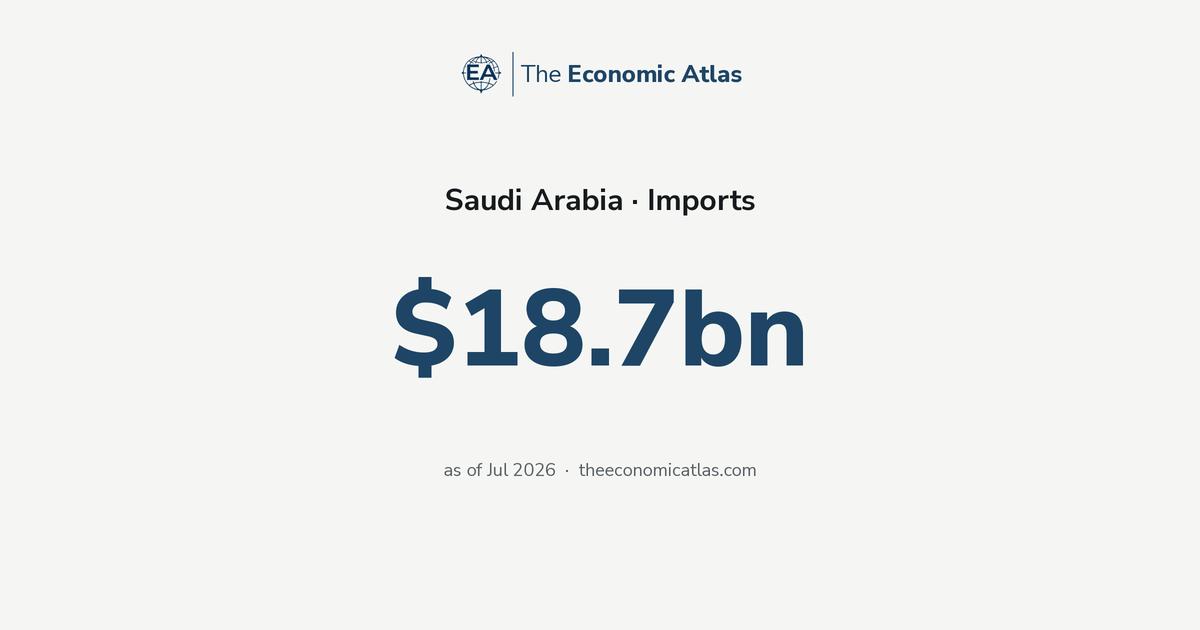 EA
The Economic Atlas
Saudi Arabia · Imports
$18.7bn
as of Jul 2026 · theeconomicatlas.com